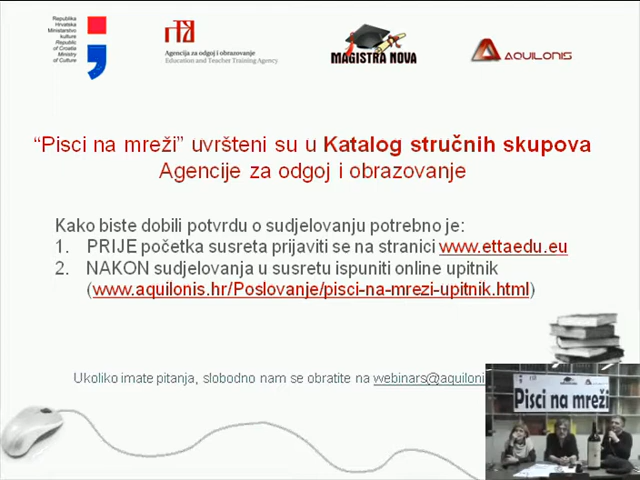 Republika
Hrvatska
Ministarstvo
kulture
Republic
of Croatia
Ministry
of Culture
Agencija za odgoj i obrazovanje
Education and Teacher Training Agency
MAGISTRA NOVA
AQUILONIS
“Pisci na mreži” uvršteni su u Katalog stručnih skupova
Agencije za odgoj i obrazovanje
Kako biste dobili potvrdu o sudjelovanju potrebno je:
1. PRIJE početka susreta prijaviti se na stranici www.ettaedu.eu
2. NAKON sudjelovanja u susretu ispuniti online upitnik
(www.aquilonis.hr/Poslovanje/pisci-na-mrezi-upitnik.html)
Ukoliko imate pitanja, slobodno nam se obratite na webinars@aquiloni
Pisci na mreži